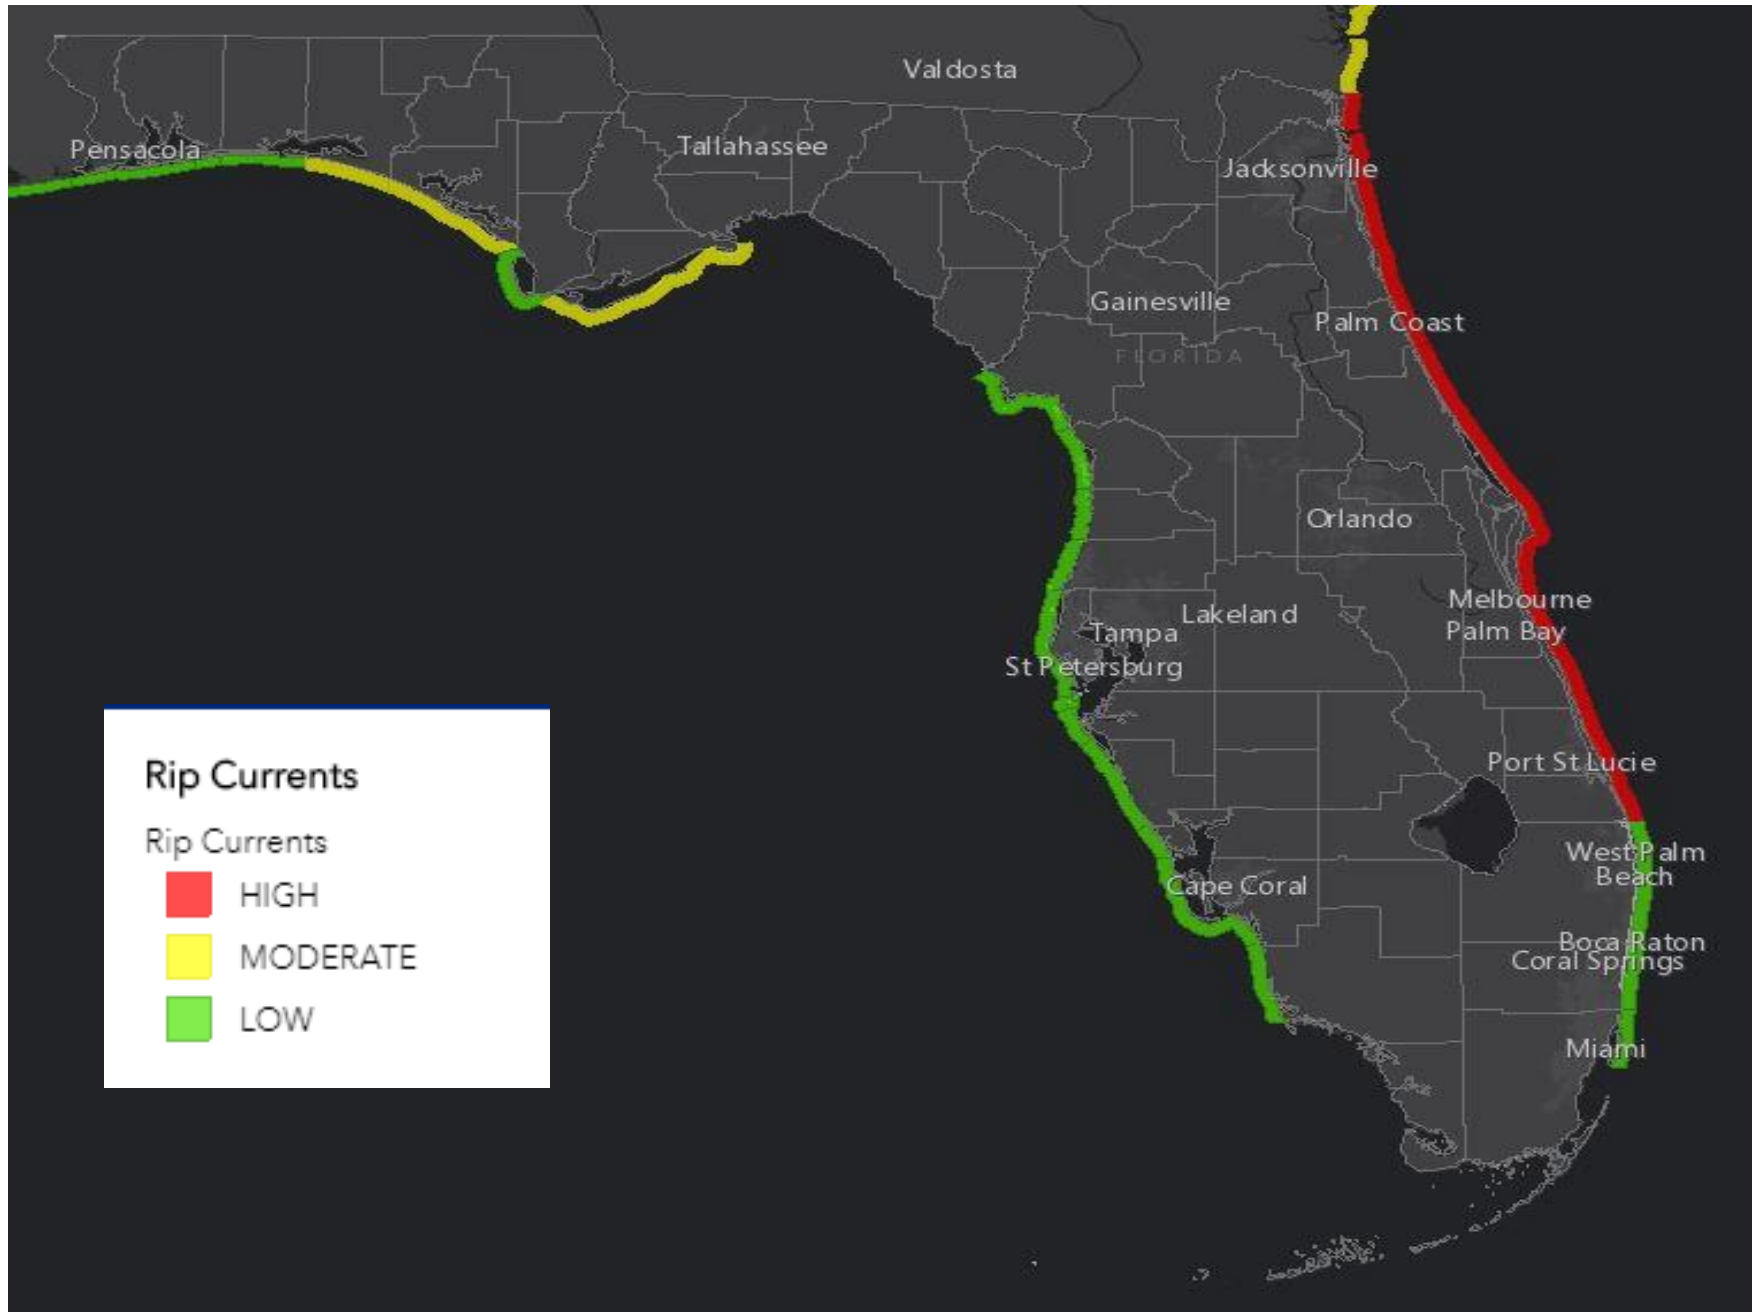 Valdosta
Pensacola
Tallahassee
Jacksonville
Gainesville
Palm Coast
FLORIDA
Orlando
Melbourne
Lakeland
Palm Bay
Tampa
St Petersburg
Port St Lucie
West Palm
Beach
Cape Coral
Boca Raton
Coral Springs
Miami
Rip Currents
Rip Currents
HIGH
MODERATE
LOW